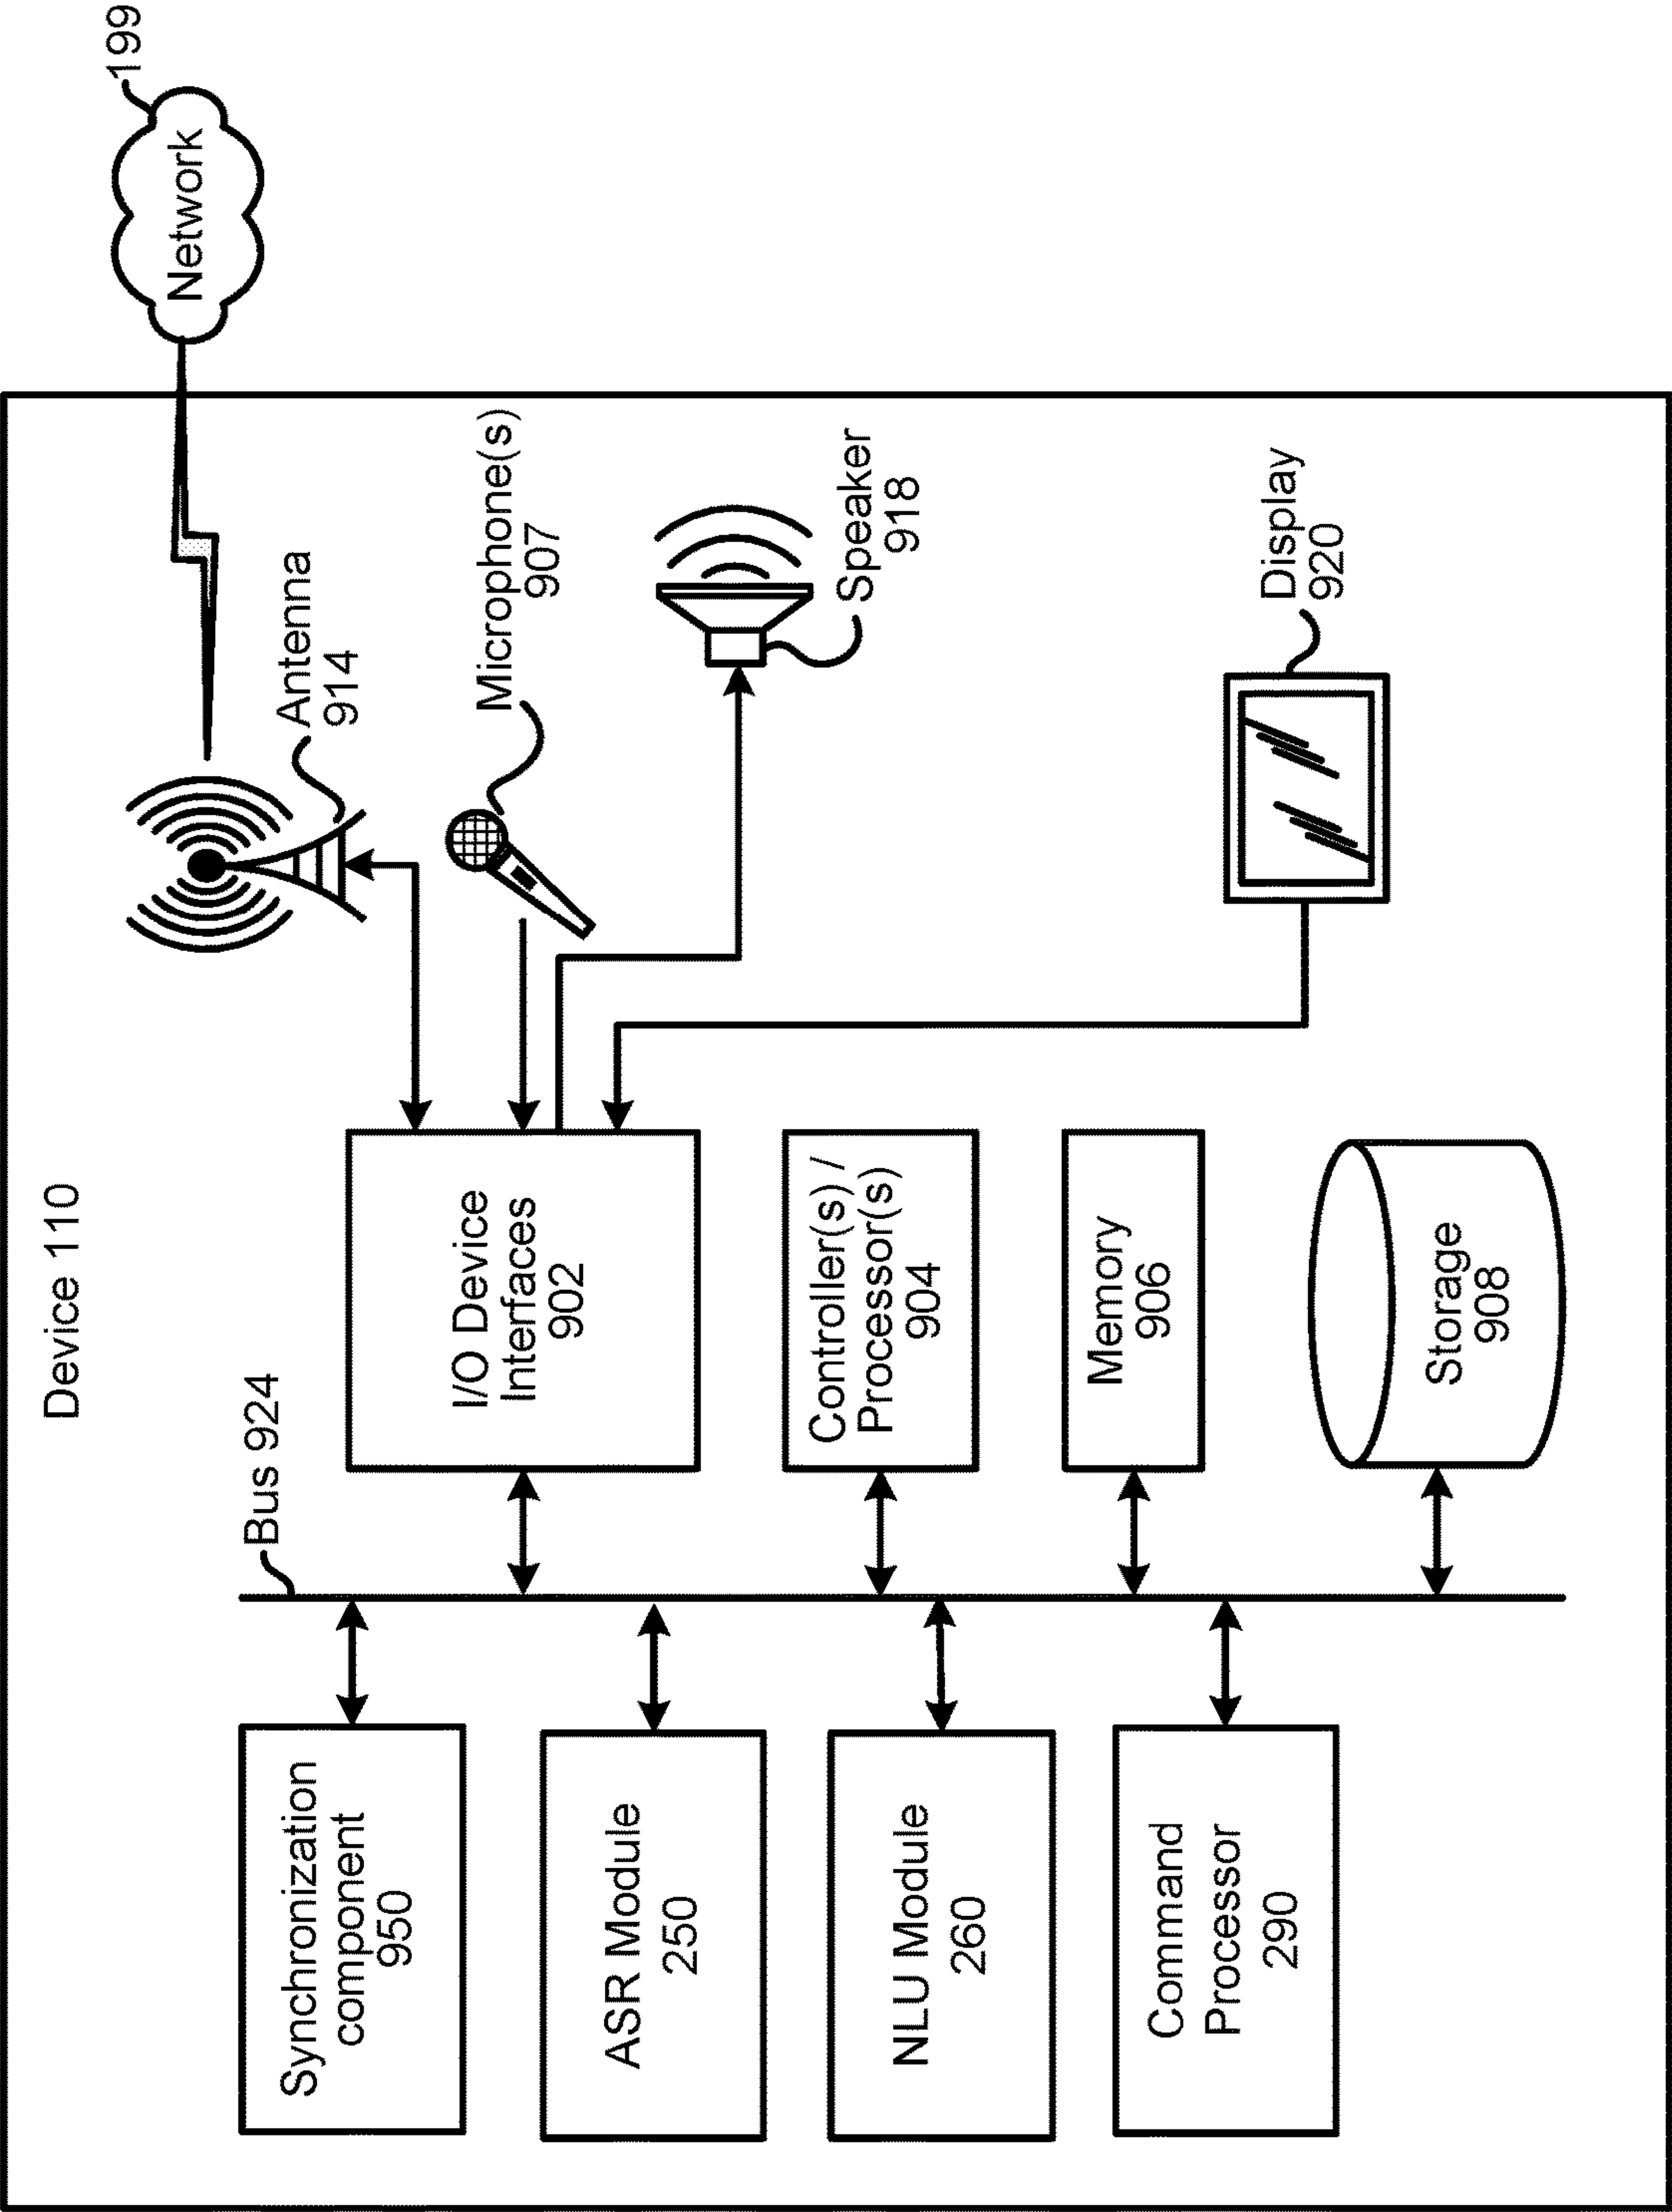 Device 110
Bus 924
Synchronization
component
950
ASR Module
250
NLU Module
260
Command
Processor
290
I/O Device
Interfaces
902
Controller(s) /
Processor(s)
904
Memory
906
Storage
908
Antenna
914
Microphone(s)
907
Speaker
918
Display
920
Network
199